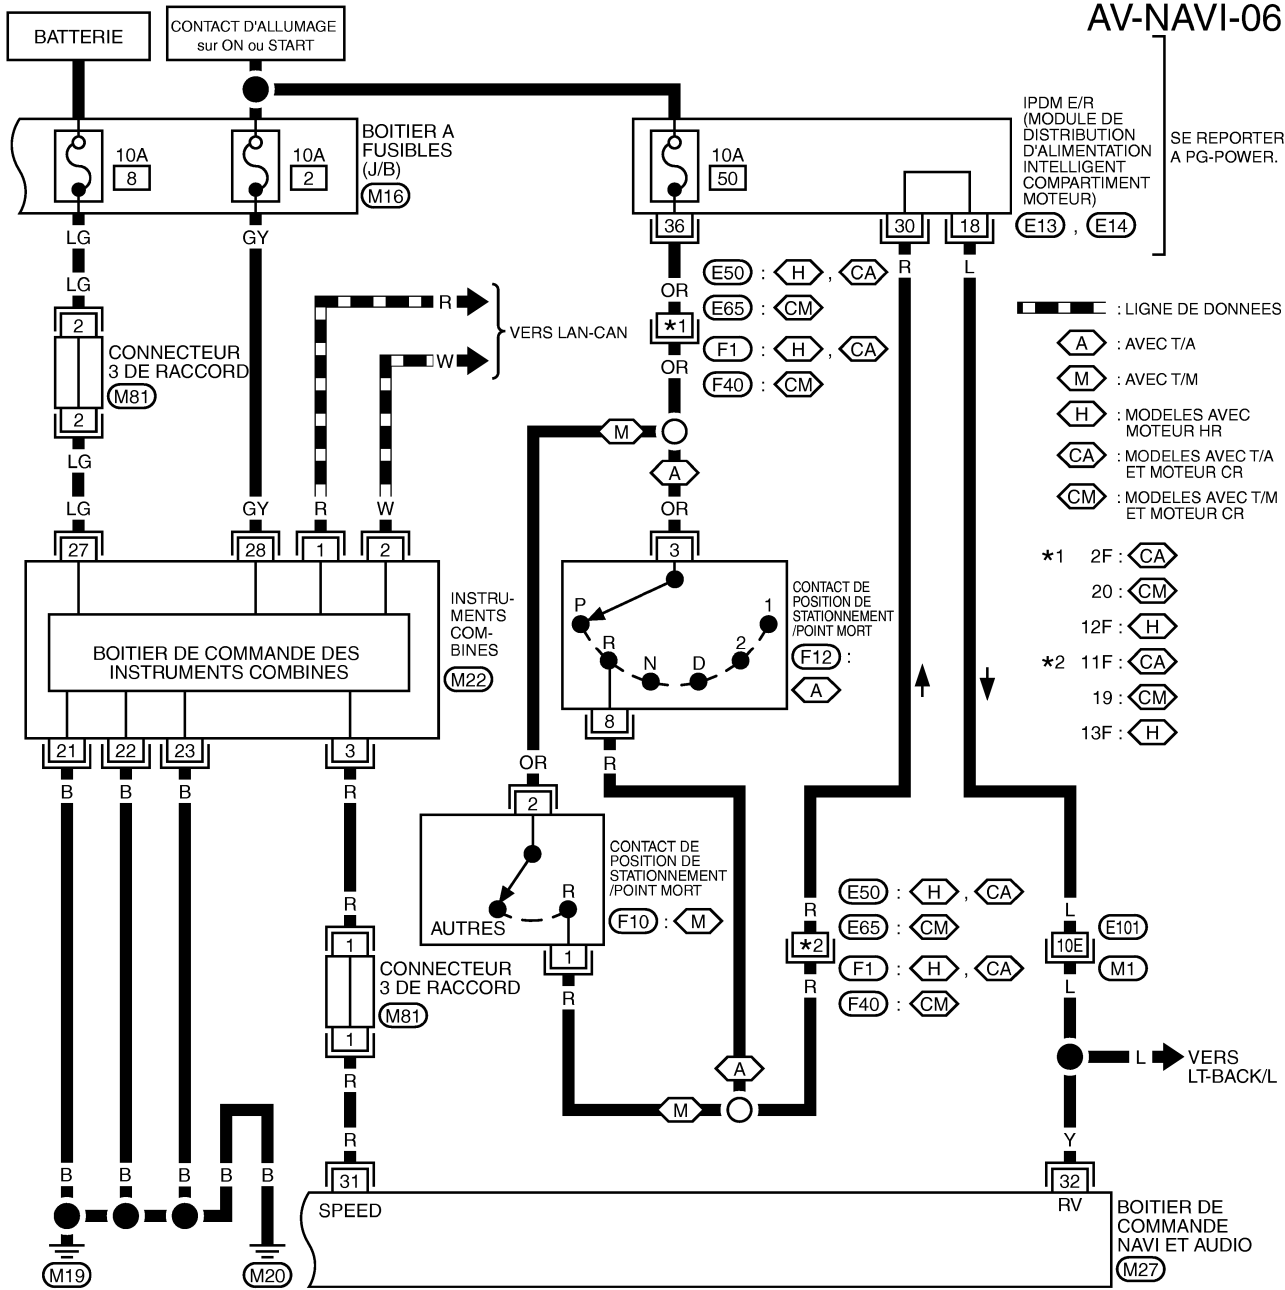 AV-NAVI-06
BATTERIE
CONTACT D'ALLUMAGE
sur ON ou START
10A
8
10A
2
BOITIER A
FUSIBLES
(J/B)
M16
10A
50
IPDM E/R
(MODULE DE
DISTRIBUTION
D'ALIMENTATION
INTELLIGENT
COMPARTIMENT
MOTEUR)
E13 , E14
SE REPORTER
A PG-POWER.
36
30
18
LG
GY
R
L
LG
OR
E50 : H , CA
E65 : CM
*1
F1 : H , CA
F40 : CM
OR
R
W
VERS LAN-CAN
2
CONNECTEUR
3 DE RACCORD
M81
2
LG
LG
GY
R
W
: LIGNE DE DONNEES
A : AVEC T/A
M : AVEC T/M
H : MODELES AVEC
MOTEUR HR
CA : MODELES AVEC T/A
ET MOTEUR CR
CM : MODELES AVEC T/M
ET MOTEUR CR
*1 2F : CA
20 : CM
12F : H
*2 11F : CA
19 : CM
13F : H
M
A
OR
27
28
1
2
3
BOITIER DE COMMANDE DES
INSTRUMENTS COMBINES
INSTRU-
MENTS
COM-
BINES
M22
P
R
N
D
2
1
CONTACT DE
POSITION DE
STATIONNEMENT
/POINT MORT
F12 :
A
8
R
21
22
23
3
B
B
B
R
OR
2
AUTRES
R
CONTACT DE
POSITION DE
STATIONNEMENT
/POINT MORT
F10 : M
1
R
R
1
CONNECTEUR
3 DE RACCORD
M81
1
R
R
R
*2
R
E50 : H , CA
E65 : CM
F1 : H , CA
F40 : CM
L
10E
E101
M1
L
L
VERS
LT-BACK/L
A
M
Y
B
B
B
B
B
31
SPEED
32
RV
BOITIER DE
COMMANDE
NAVI ET AUDIO
M27
M19
M20